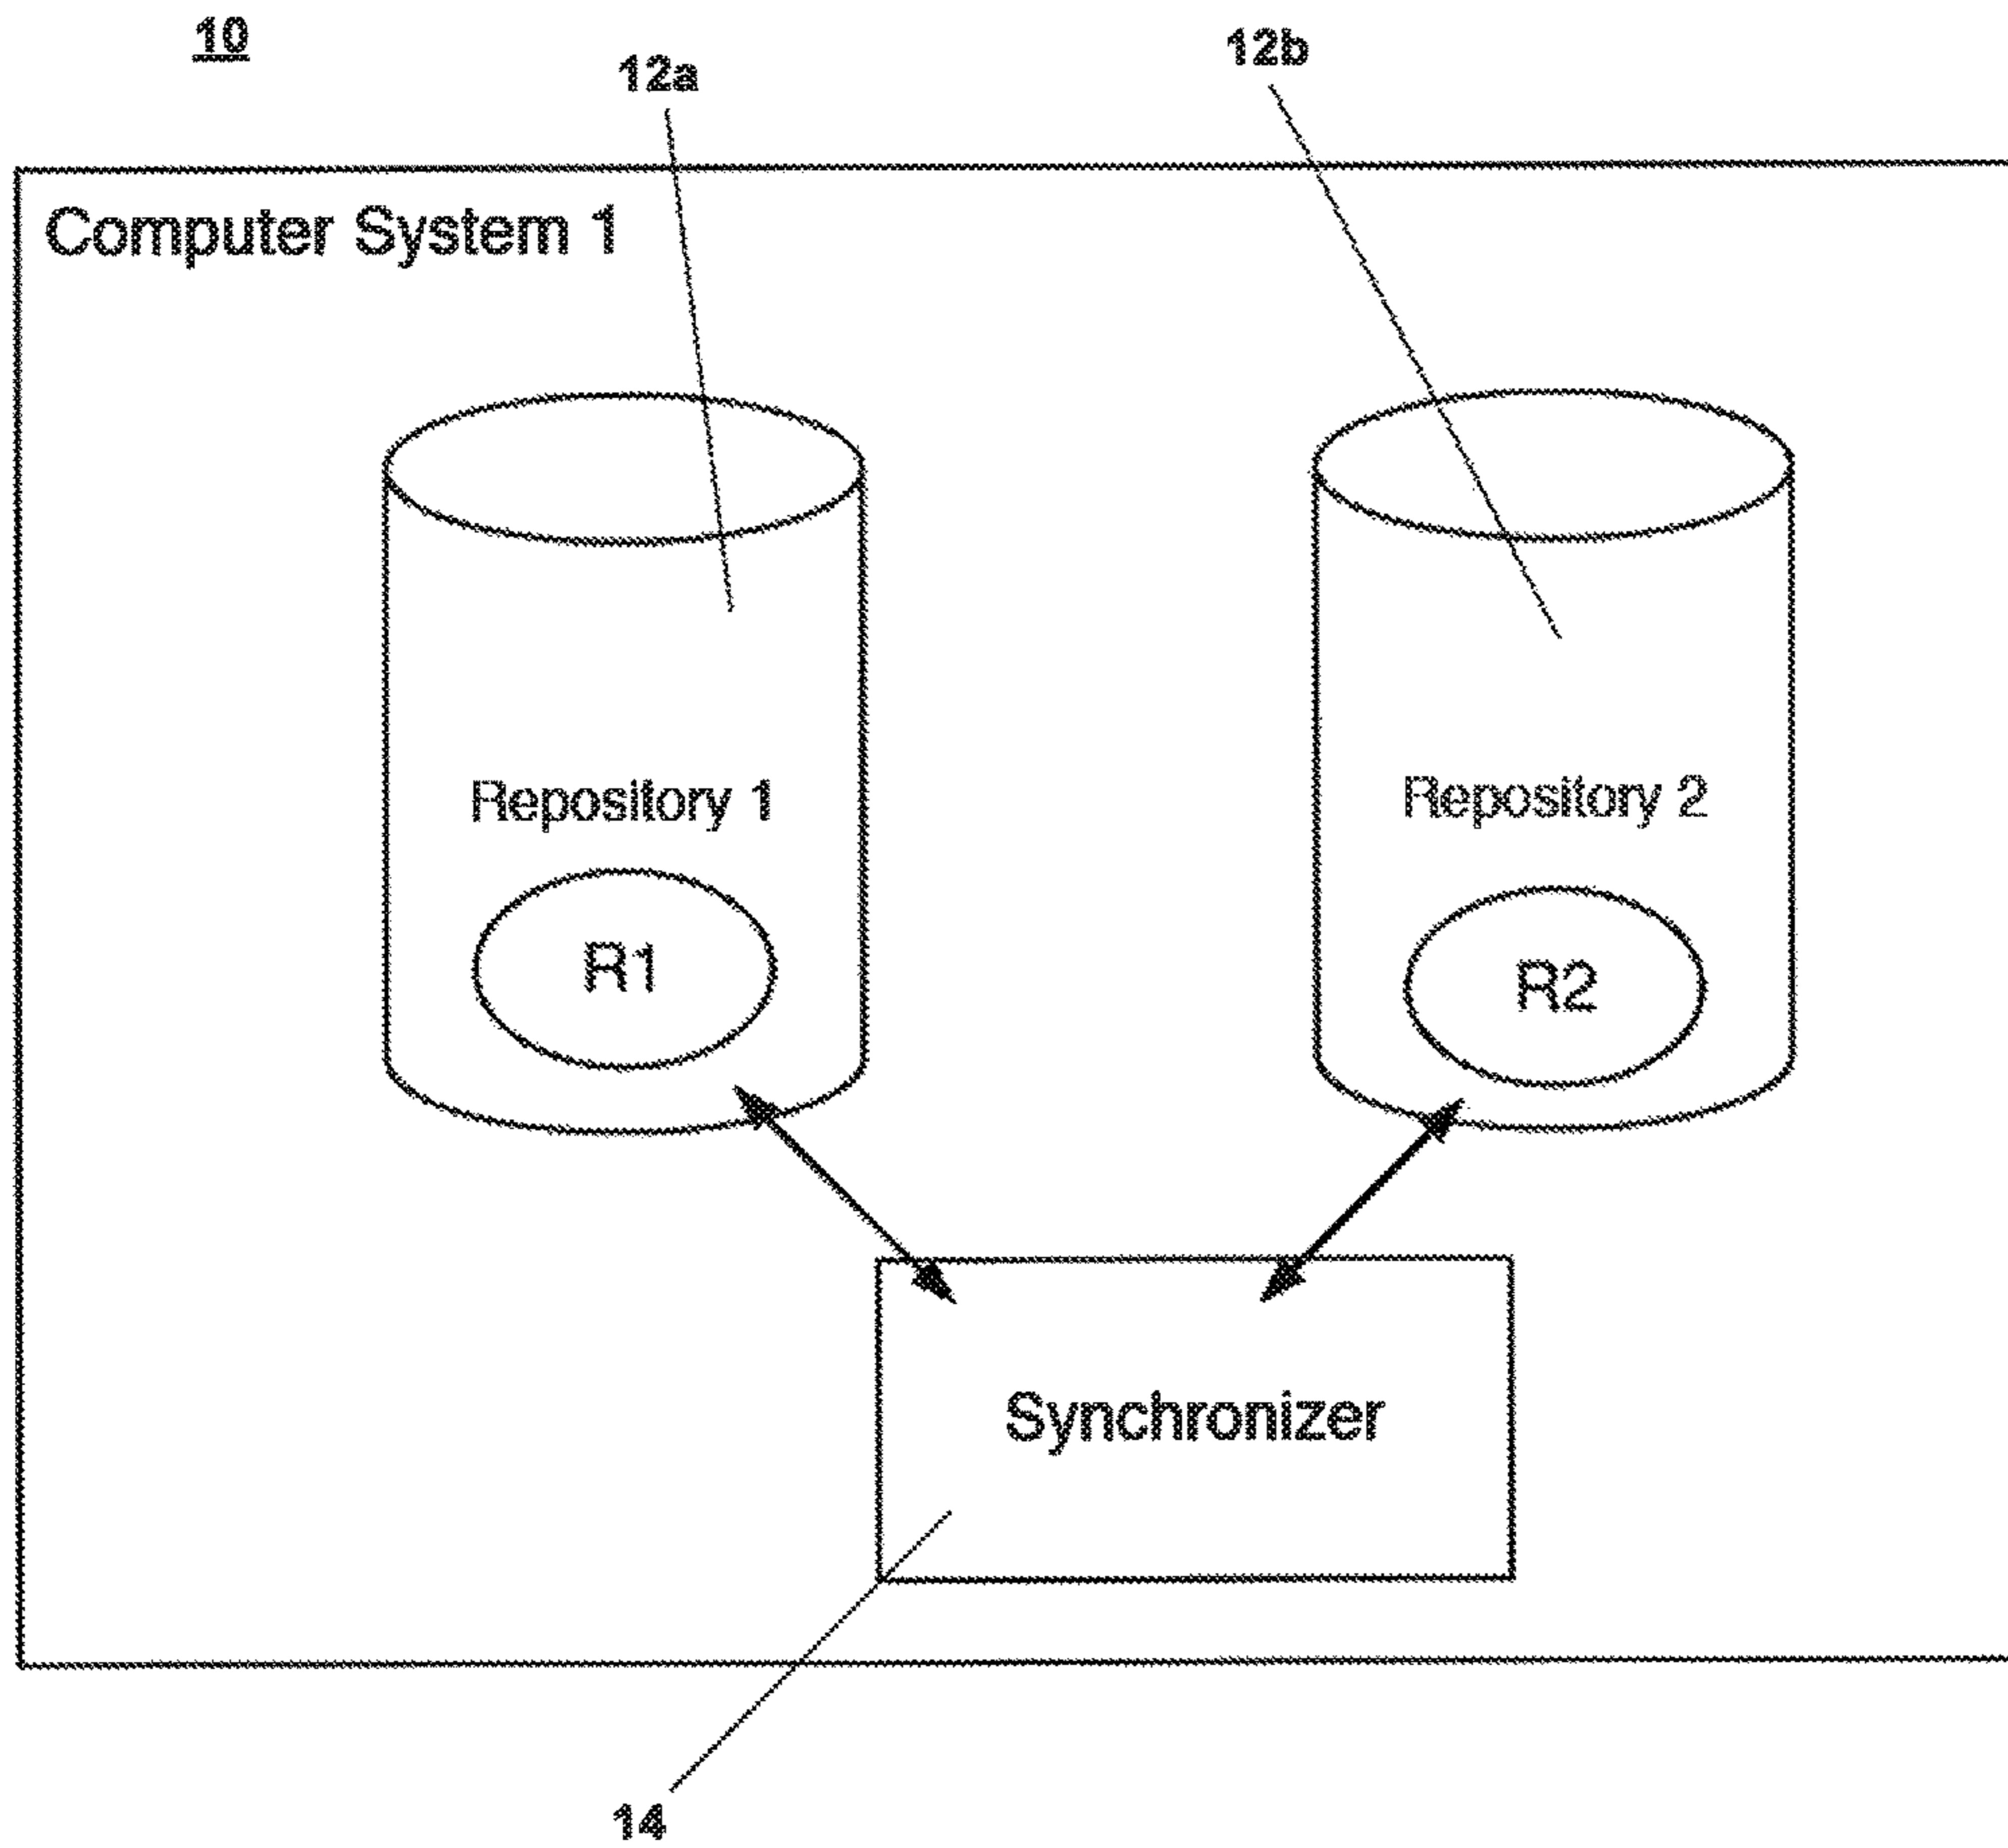 10
12a
12b
Computer System 1
Repository 1
Repository 2
R1
R2
Synchronizer
14